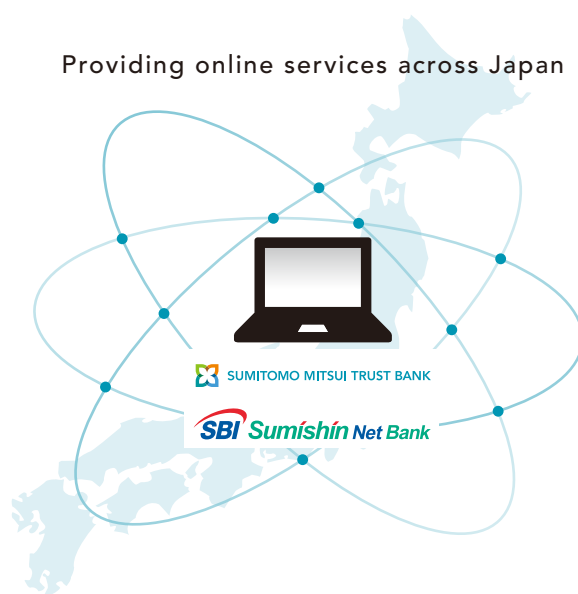 Providing online services across Japan
SUMITOMO MITSUI TRUST BANK
SBI Sumishin Net Bank